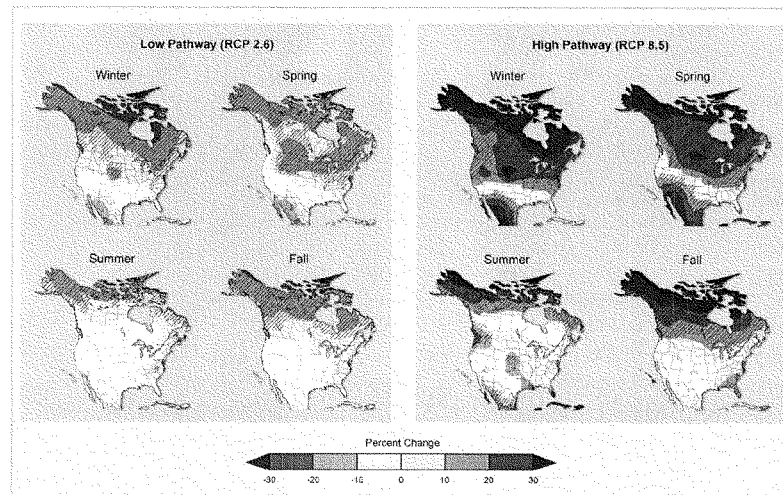 Low Pathway (RCP 2.6)
High Pathway (RCP 8.5)
Winter
Spring
Winter
Spring
Summer
Fall
Summer
Fall
Percent Change
-30 -20 -10 0 10 20 30